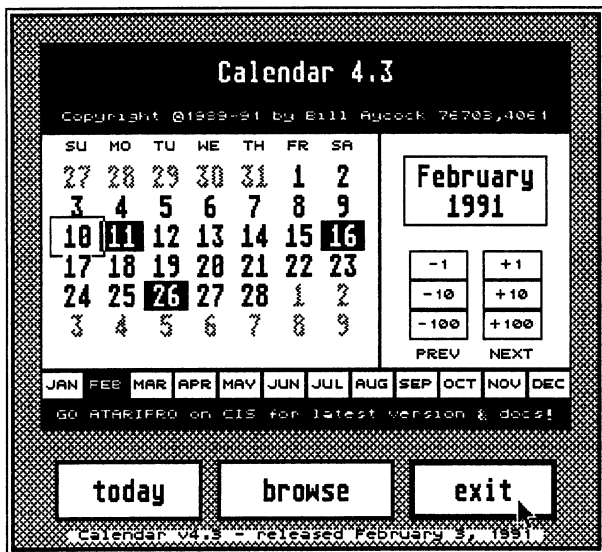 Calendar 4.3
Copyright @1989-91 by Bill Aycock 76703,4061
SU MO TU WE TH FR SA
27 28 29 30 31 1 2
3 4 5 6 7 8 9
10 11 12 13 14 15 16
17 18 19 20 21 22 23
24 25 26 27 28 1 2
3 4 5 6 7 8 9
February
1991
-1 +1
-10 +10
-100 +100
PREV NEXT
JAN FEB MAR APR MAY JUN JUL AUG SEP OCT NOV DEC
GO ATARIPRO on CIS for latest version & docs!
today browse exit
Calendar v4.3 - released February 3, 1991